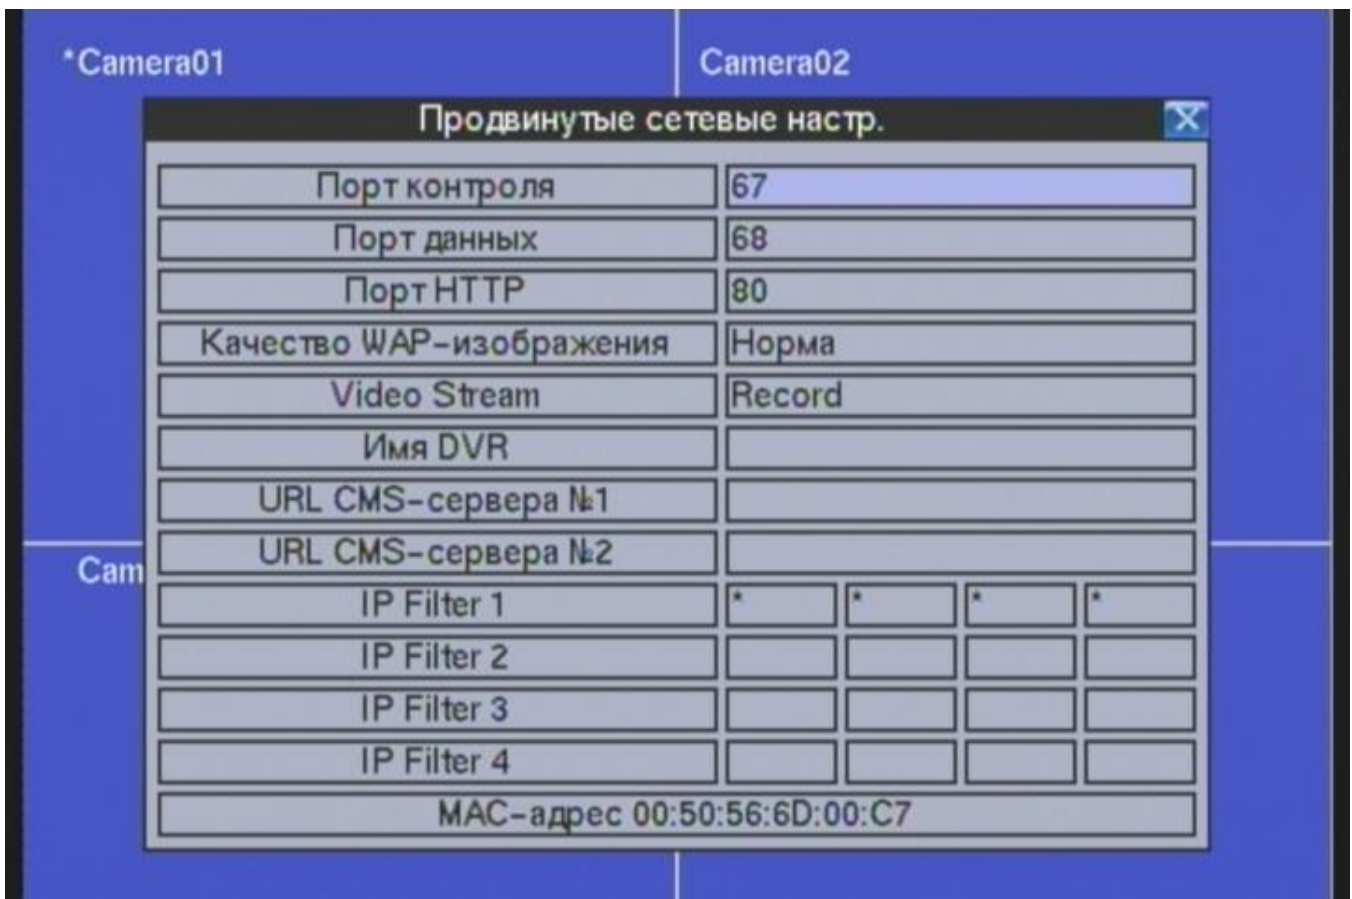 *Camera01
Camera02
Продвинутые сетевые настр.
Порт контроля 67
Порт данных 68
Порт HTTP 80
Качество WAP-изображения Норма
Video Stream Record
Имя DVR
URL CMS-сервера №1
URL CMS-сервера №2
Cam
IP Filter 1 * * * *
IP Filter 2
IP Filter 3
IP Filter 4
MAC-адрес 00:50:56:6D:00:C7